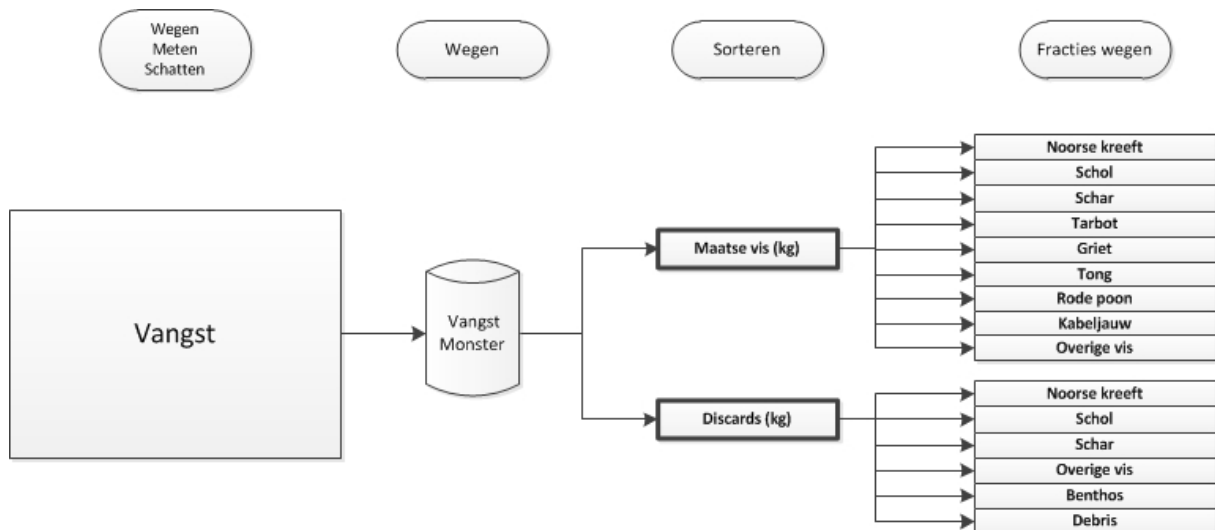 Wegen
Meten
Schatten
Wegen
Sorteren
Fracties wegen
Vangst
Vangst
Monster
Maatse vis (kg)
Noorse kreeft
Schol
Schar
Tarbot
Griet
Tong
Rode poon
Kabeljauw
Overige vis
Discards (kg)
Noorse kreeft
Schol
Schar
Overige vis
Benthos
Debris